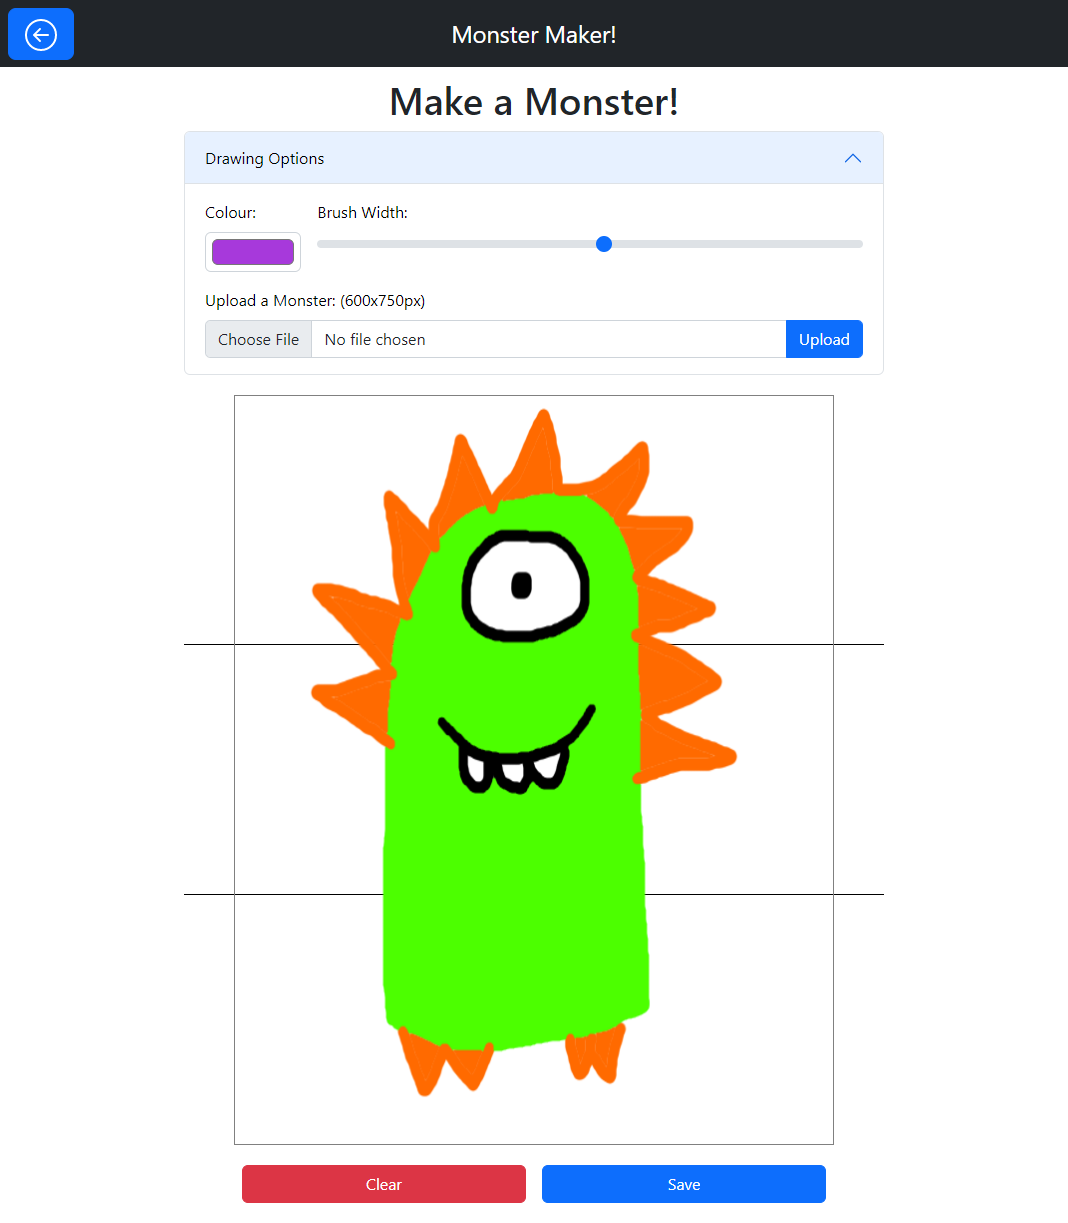 Monster Maker!
Make a Monster!
Drawing Options
Colour: Brush Width:
Upload a Monster: (600x750px)
Choose File No file chosen Upload
Clear Save